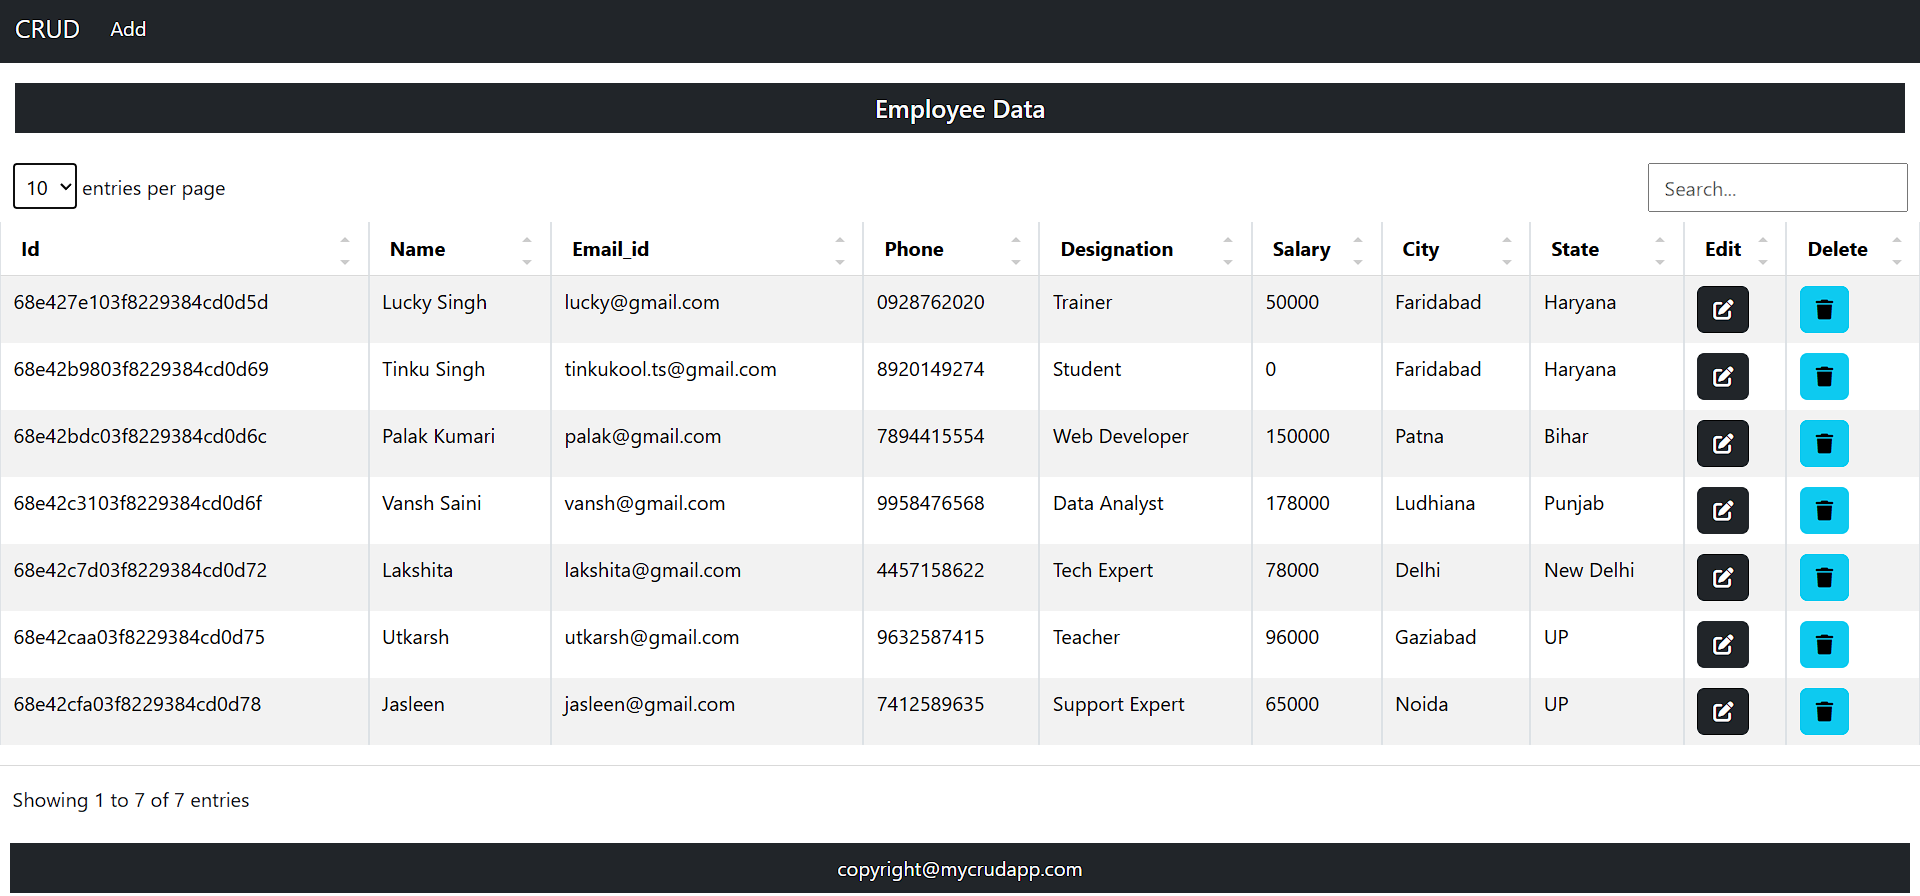 CRUD Add
Employee Data
10 entries per page Search...
Id Name Email_id Phone Designation Salary City State Edit Delete
68e427e103f8229384cd0d5d Lucky Singh lucky@gmail.com 0928762020 Trainer 50000 Faridabad Haryana
68e42b9803f8229384cd0d69 Tinku Singh tinkukool.ts@gmail.com 8920149274 Student 0 Faridabad Haryana
68e42bdc03f8229384cd0d6c Palak Kumari palak@gmail.com 7894415554 Web Developer 150000 Patna Bihar
68e42c3103f8229384cd0d6f Vansh Saini vansh@gmail.com 9958476568 Data Analyst 178000 Ludhiana Punjab
68e42c7d03f8229384cd0d72 Lakshita lakshita@gmail.com 4457158622 Tech Expert 78000 Delhi New Delhi
68e42caa03f8229384cd0d75 Utkarsh utkarsh@gmail.com 9632587415 Teacher 96000 Gaziabad UP
68e42cfa03f8229384cd0d78 Jasleen jasleen@gmail.com 7412589635 Support Expert 65000 Noida UP
Showing 1 to 7 of 7 entries
copyright@mycrudapp.com